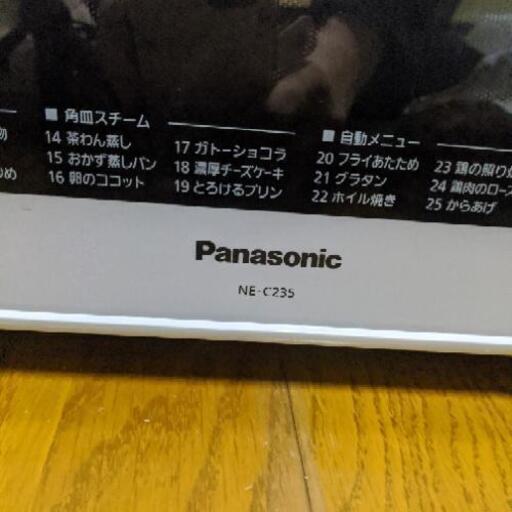 ■ 角皿スチーム
14 茶わん蒸し
15 おかず蒸しパン
16 卵のココット
17 ガトーショコラ
18 濃厚チーズケーキ
19 とろけるプリン
■ 自動メニュー
20 フライあたため
21 グラタン
22 ホイル焼き
23 鶏の照り焼
24 鶏肉のロース
25 からあげ
Panasonic
NE-C235